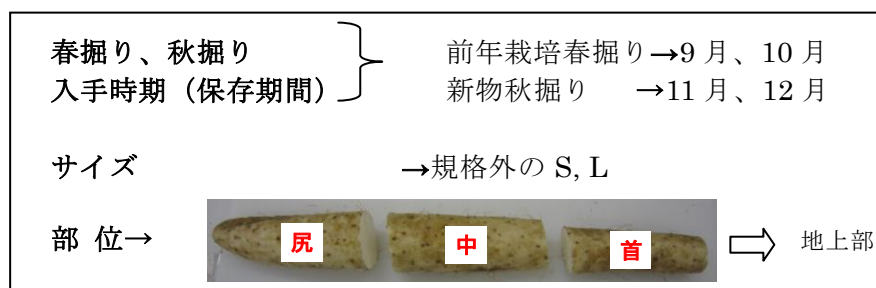 春掘り、秋掘り 前年栽培春掘り→9 月、10 月
入手時期（保存期間） 新物秋掘り →11 月、12 月
サイズ →規格外の S, L
部 位→ 尻 中 首 地上部